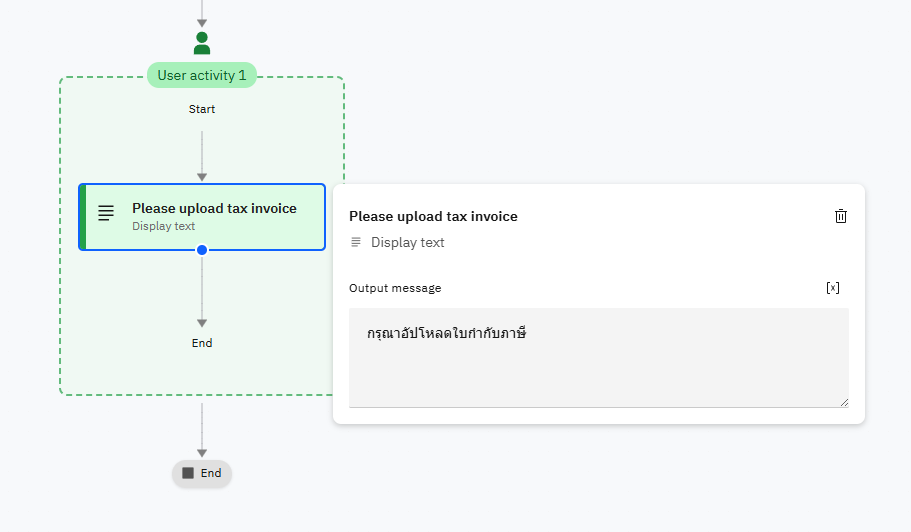 User activity 1
Start
Please upload tax invoice
Display text
End
End
Please upload tax invoice
Display text
Output message
[x]
กรุณาอัปโหลดใบกำกับภาษี